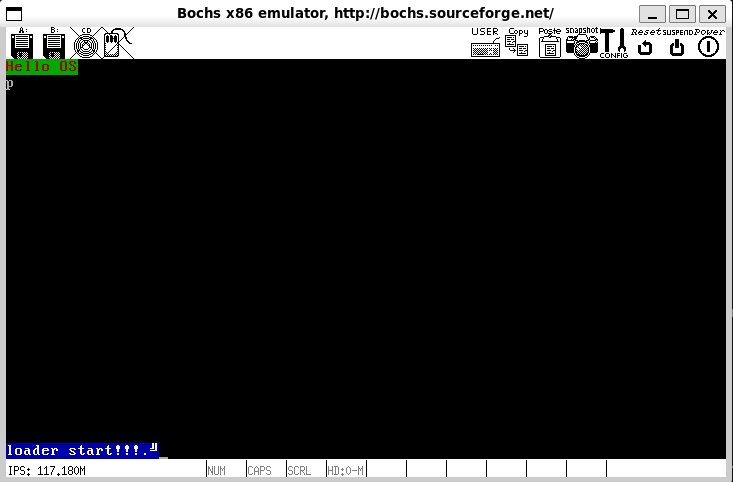 Bochs x86 emulator, http://bochs.sourceforge.net/
A: B: CD USER Copy Paste snapshot CONFIG Reset SUSPEND Power
Hello OS
p
loader start!!!.╝
IPS: 117.180M NUM CAPS SCRL HD:0-M